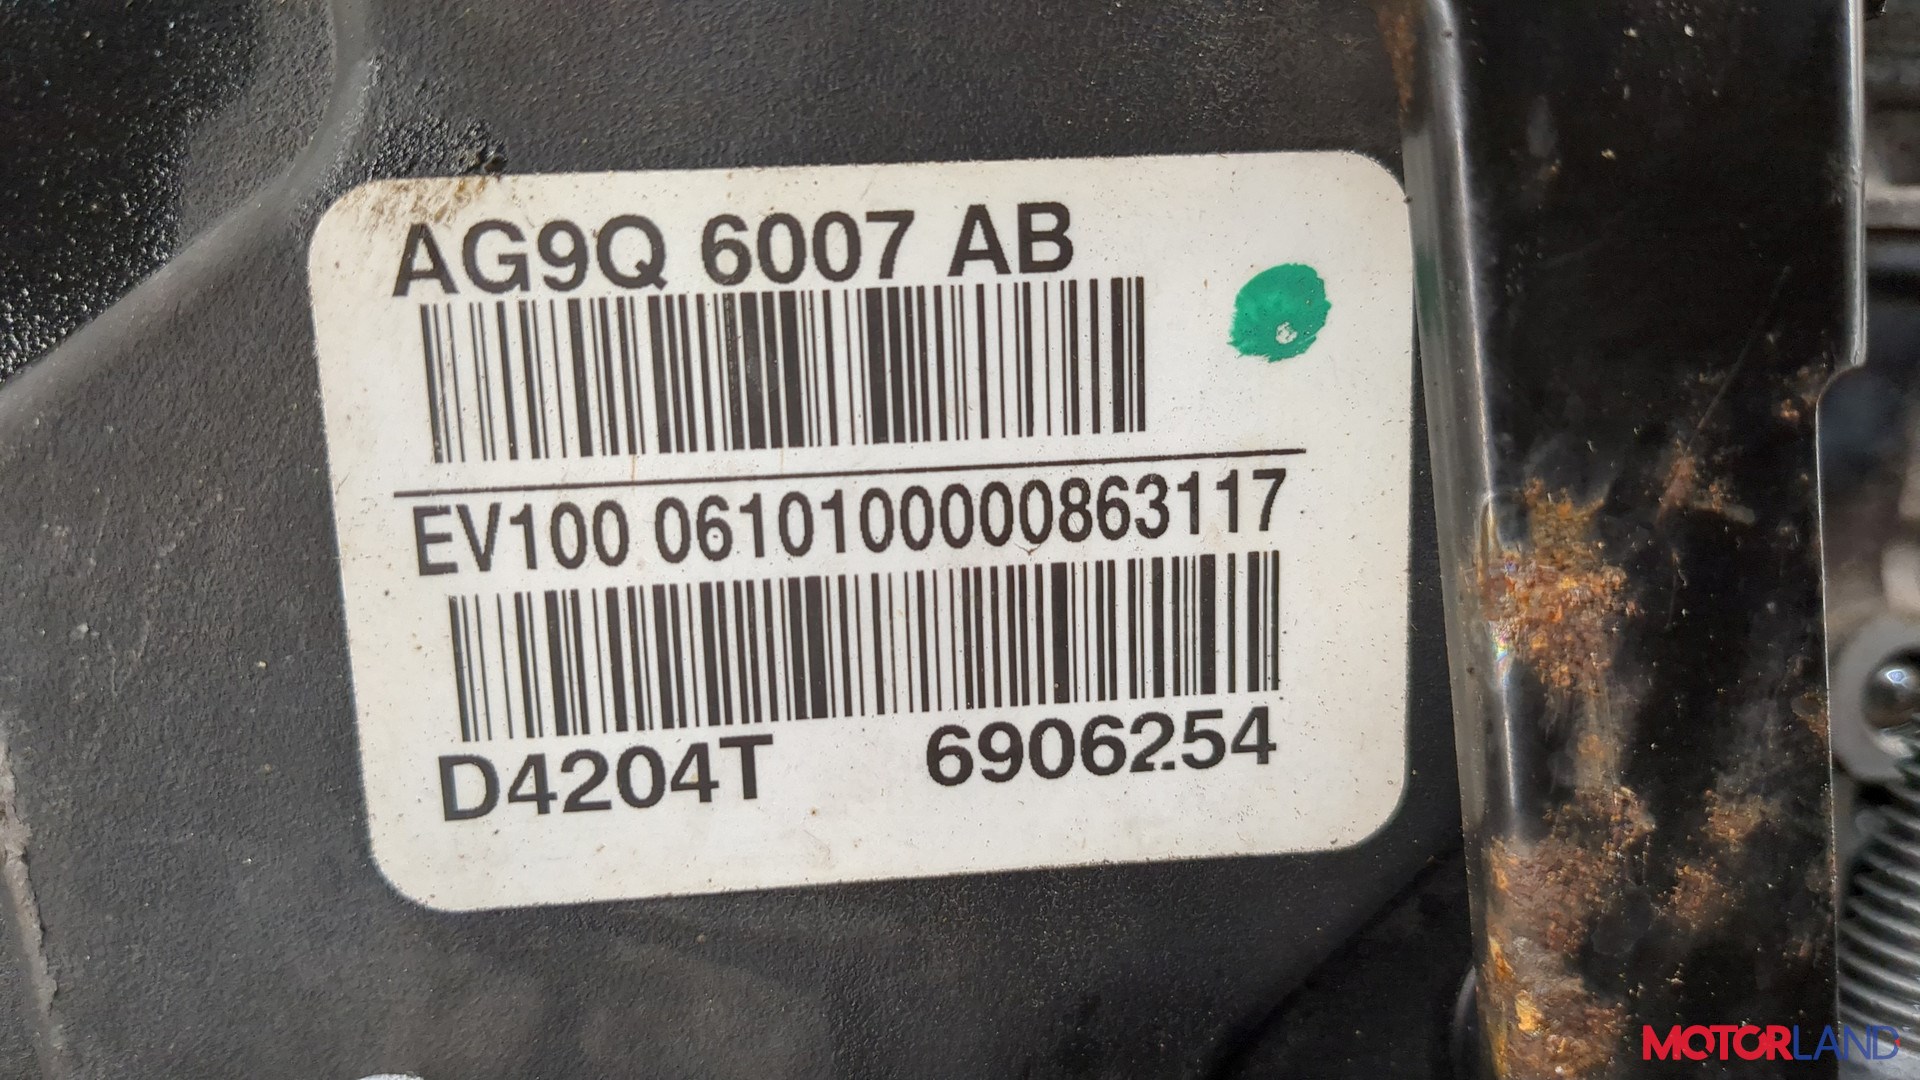 AG9Q 6007 AB
EV100 0610100000863117
D4204T 6906254
MOTORLAND